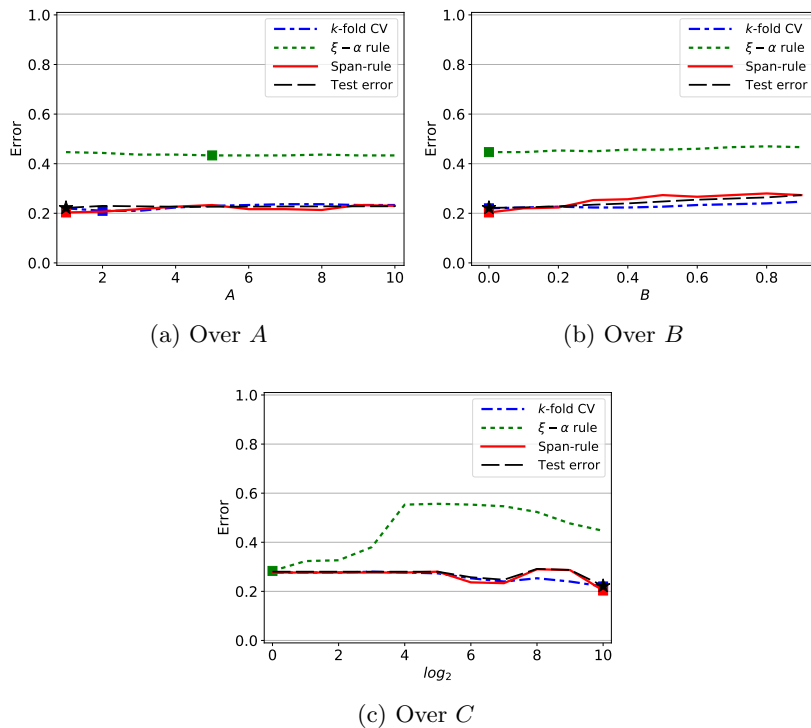 1.0
0.8
0.6
0.4
0.2
0.0
Error
2 4 6 8 10
A
k-fold CV
ξ − α rule
Span-rule
Test error
(a) Over A
1.0
0.8
0.6
0.4
0.2
0.0
Error
0.0 0.2 0.4 0.6 0.8
B
k-fold CV
ξ − α rule
Span-rule
Test error
(b) Over B
1.0
0.8
0.6
0.4
0.2
0.0
Error
0 2 4 6 8 10
log₂
k-fold CV
ξ − α rule
Span-rule
Test error
(c) Over C